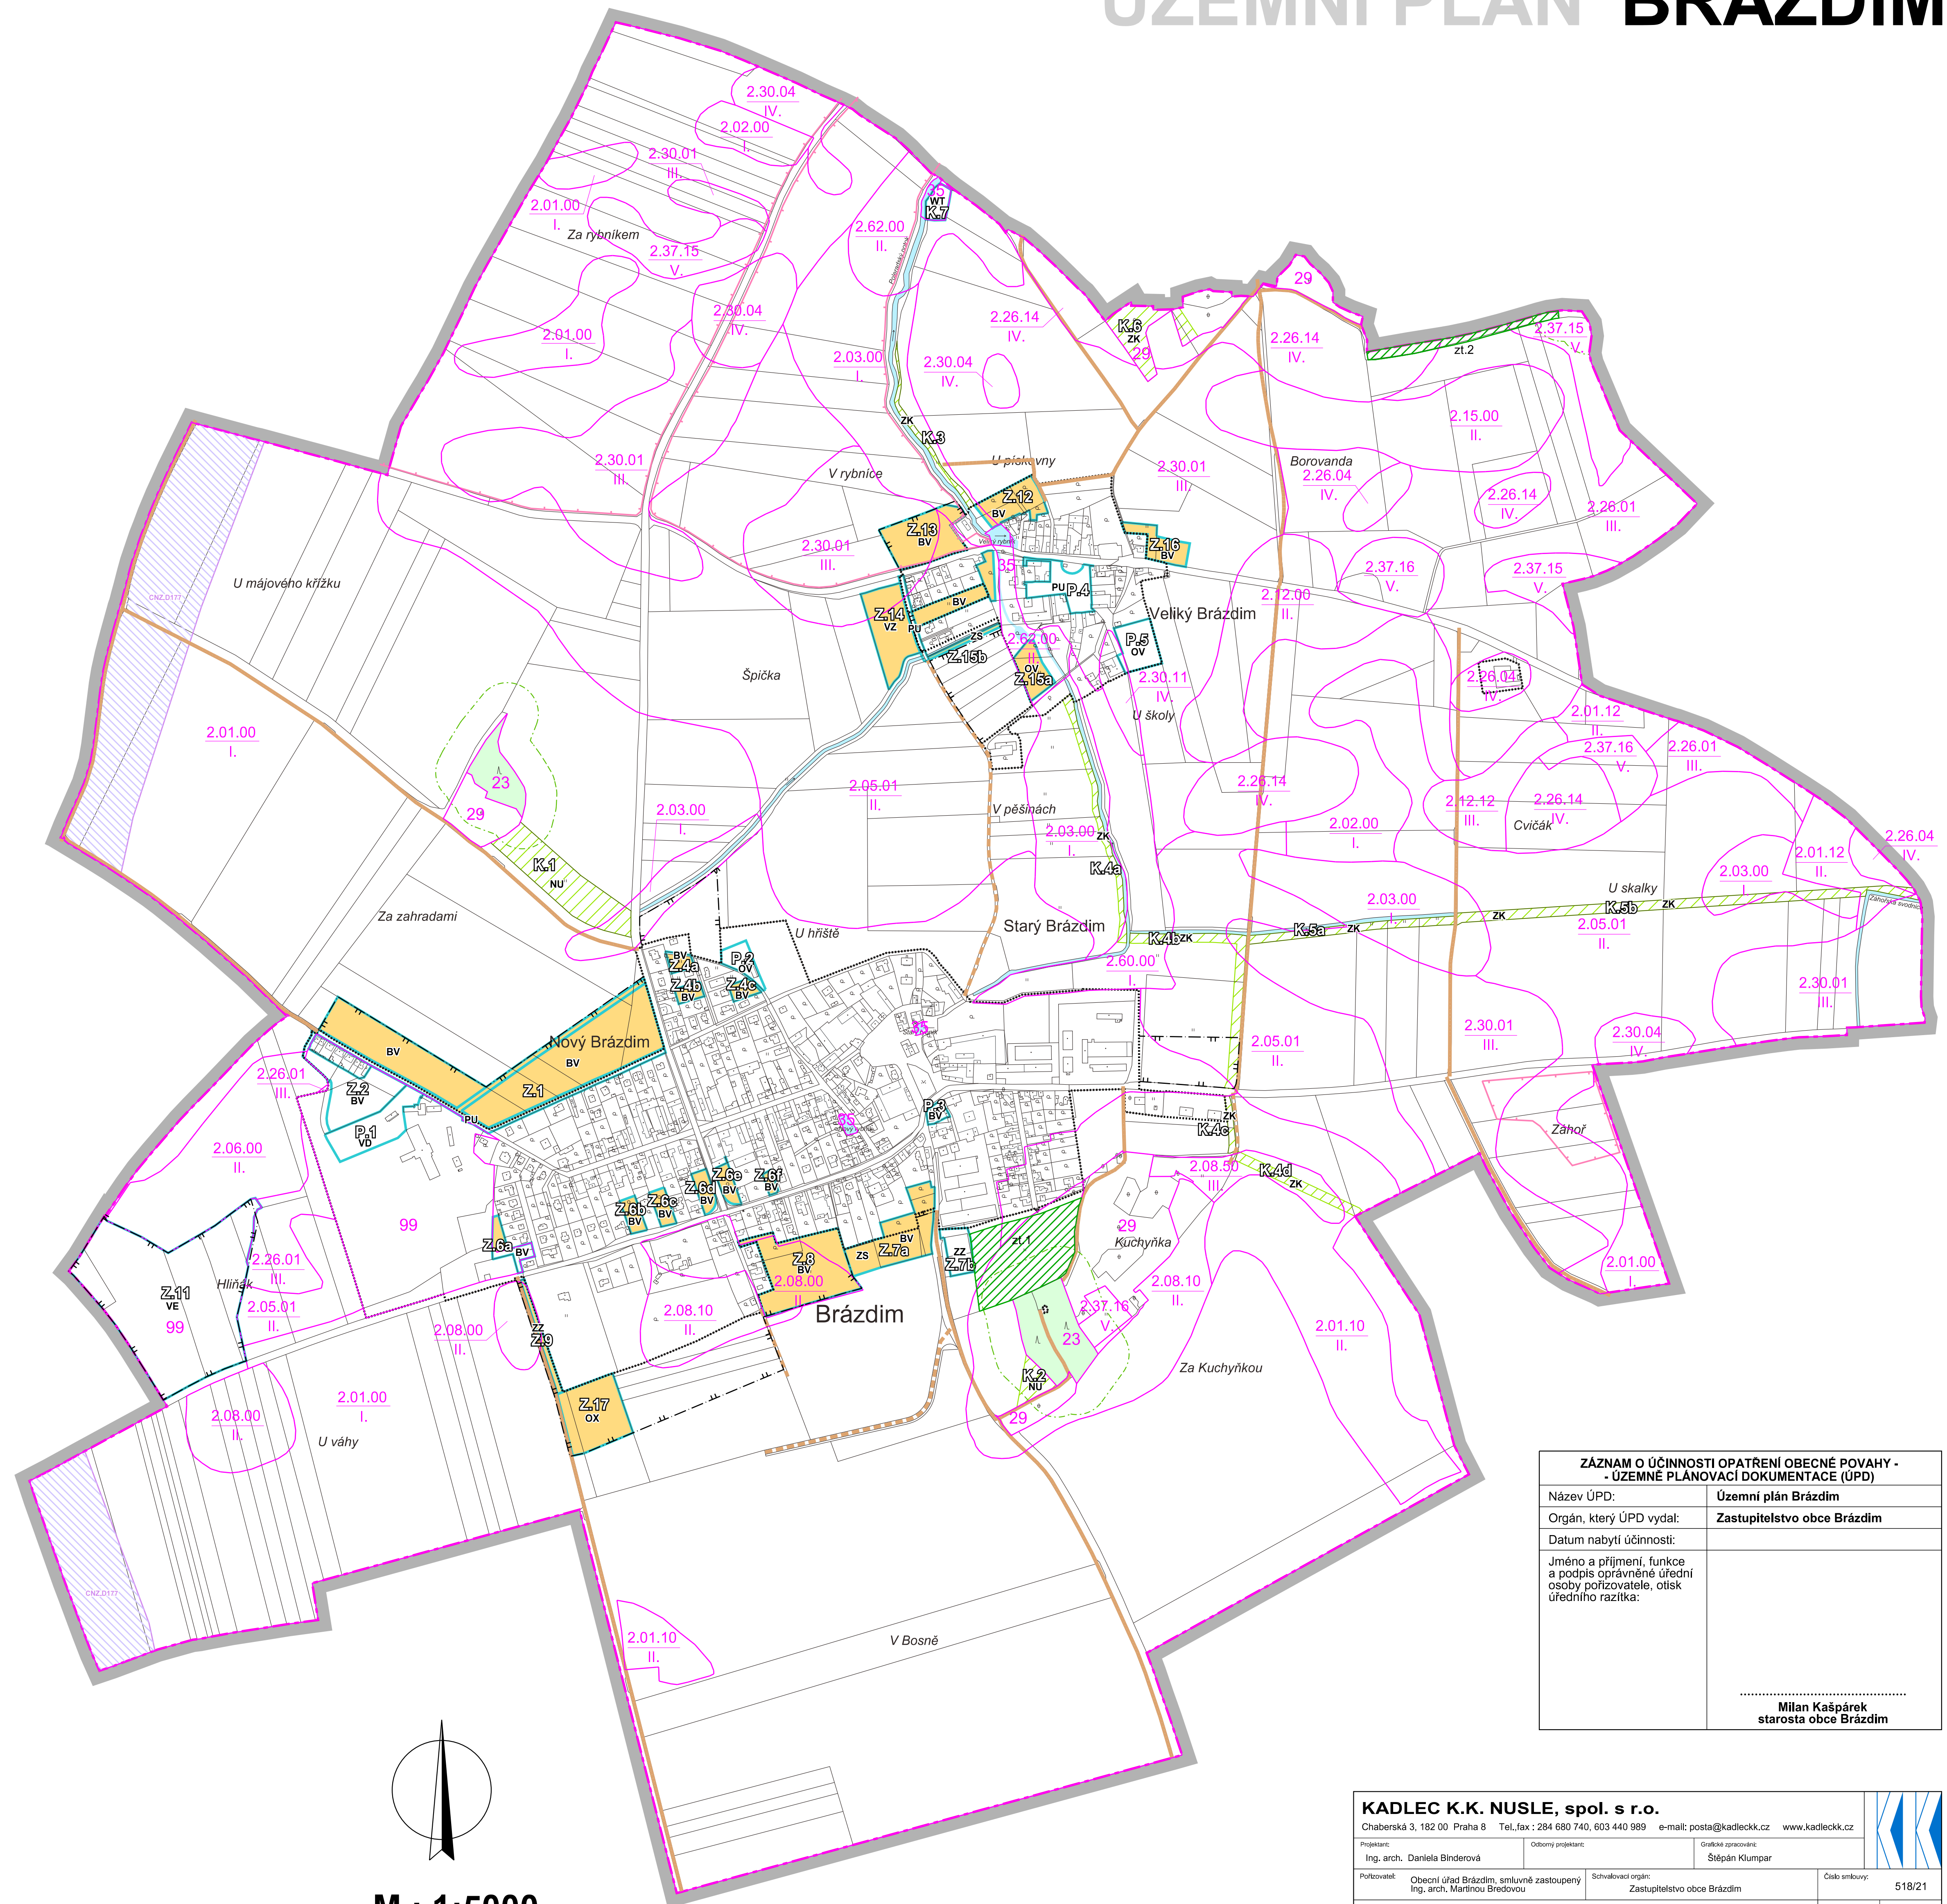 ÚZEMNÍ PLÁN BRÁZDIM
2.30.04
IV.
2.02.00
I.
2.30.01
III.
2.01.00
I.
Za rybníkem
2.37.15
V.
35
WT
K.7
2.62.00
II.
2.30.04
IV.
2.01.00
I.
2.03.00
I.
2.26.14
IV.
2.30.04
IV.
K.6
ZK
29
29
2.26.14
IV.
zt.2
2.37.15
V.
2.15.00
II.
ZK
K.3
2.30.01
III.
V rybníce
U pískovny
2.30.01
III.
Borovanda
2.26.04
IV.
2.26.14
IV.
2.26.01
III.
Z.12
BV
Z.13
BV
2.30.01
III.
Velký rybník
35
Z.16
BV
2.37.16
V.
2.37.15
V.
U májového křížku
CNZ,D177
PU P.4
2.12.00
II.
Z.14
VZ
BV
PU
ZS
Z.15b
Veliký Brázdim
2.62.00
II.
OV
Z.15a
P.5
OV
2.30.11
IV.
U školy
2.26.04
IV.
2.01.12
II.
2.37.16
V.
2.26.01
III.
Špička
2.01.00
I.
23
29
2.03.00
I.
2.05.01
II.
V pěšinách
2.03.00
I.
ZK
K.4a
2.26.14
IV.
2.02.00
I.
2.12.12
III.
2.26.14
IV.
Cvičák
2.26.04
IV.
2.01.12
II.
2.03.00
I.
K.1
NU
Za zahradami
U hřiště
Starý Brázdim
K.4b ZK
2.60.00
I.
K.5a
ZK
2.03.00
I.
ZK
U skalky
K.5b
ZK
2.05.01
II.
Záhořská svodnice
2.30.01
III.
BV
Z.4a
Z.4b
BV
P.2
OV
Z.4c
BV
Nový Brázdim
BV
BV
Z.1
PU
35
2.05.01
II.
2.30.01
III.
2.30.04
IV.
2.26.01
III.
Z.2
BV
P.1
VD
2.06.00
II.
35
P.3
BV
ZK
K.4c
Záhoř
2.08.50
III.
K.4d
ZK
99
Z.6a
BV
Z.6b
BV
Z.6c
BV
Z.6d
BV
Z.6e
BV
Z.6f
BV
Z.8
BV
2.08.00
II.
ZS
Z.7a
BV
ZZ
Z.7b
zt.1
29
Kuchyňka
2.08.10
II.
2.37.16
V.
23
2.01.00
I.
2.26.01
III.
Hliňák
Z.11
VE
99
2.05.01
II.
2.08.00
II.
ZZ
Z.9
2.08.10
II.
Brázdim
2.01.10
II.
Za Kuchyňkou
K.2
NU
29
2.01.00
I.
2.08.00
II.
U váhy
Z.17
OX
CNZ,D177
2.01.10
II.
V Bosně
ZÁZNAM O ÚČINNOSTI OPATŘENÍ OBECNÉ POVAHY -
- ÚZEMNĚ PLÁNOVACÍ DOKUMENTACE (ÚPD)
Název ÚPD: Územní plán Brázdim
Orgán, který ÚPD vydal: Zastupitelstvo obce Brázdim
Datum nabytí účinnosti:
Jméno a příjmení, funkce
a podpis oprávněné úřední
osoby pořizovatele, otisk
úředního razítka:
Milan Kašpárek
starosta obce Brázdim
M : 1:5000
KADLEC K.K. NUSLE, spol. s r.o.
Chaberská 3, 182 00 Praha 8 Tel.,fax : 284 680 740, 603 440 989 e-mail: posta@kadleckk.cz www.kadleckk.cz
Projektant: Odborný projektant: Grafické zpracování:
Ing. arch. Daniela Binderová Štěpán Klumpar
Pořizovatel: Obecní úřad Brázdim, smluvně zastoupený Schvalovací orgán: Číslo smlouvy:
Ing. arch. Martinou Bredovou Zastupitelstvo obce Brázdim 518/21